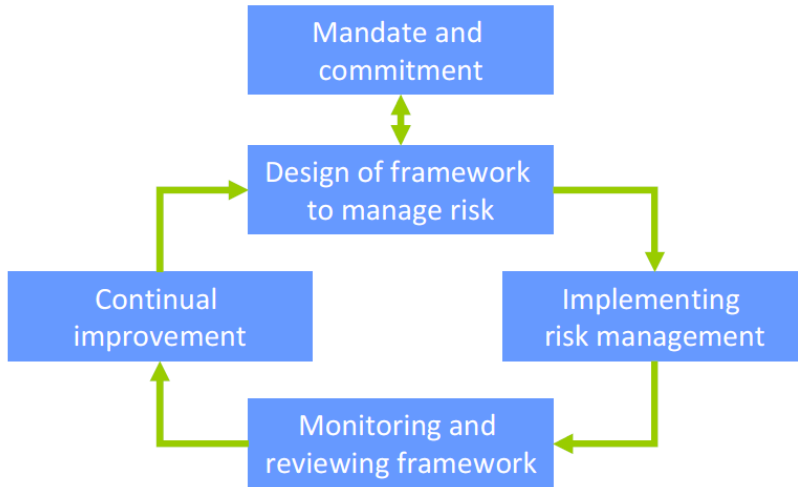 Mandate and
commitment
Design of framework
to manage risk
Continual
improvement
Implementing
risk management
Monitoring and
reviewing framework